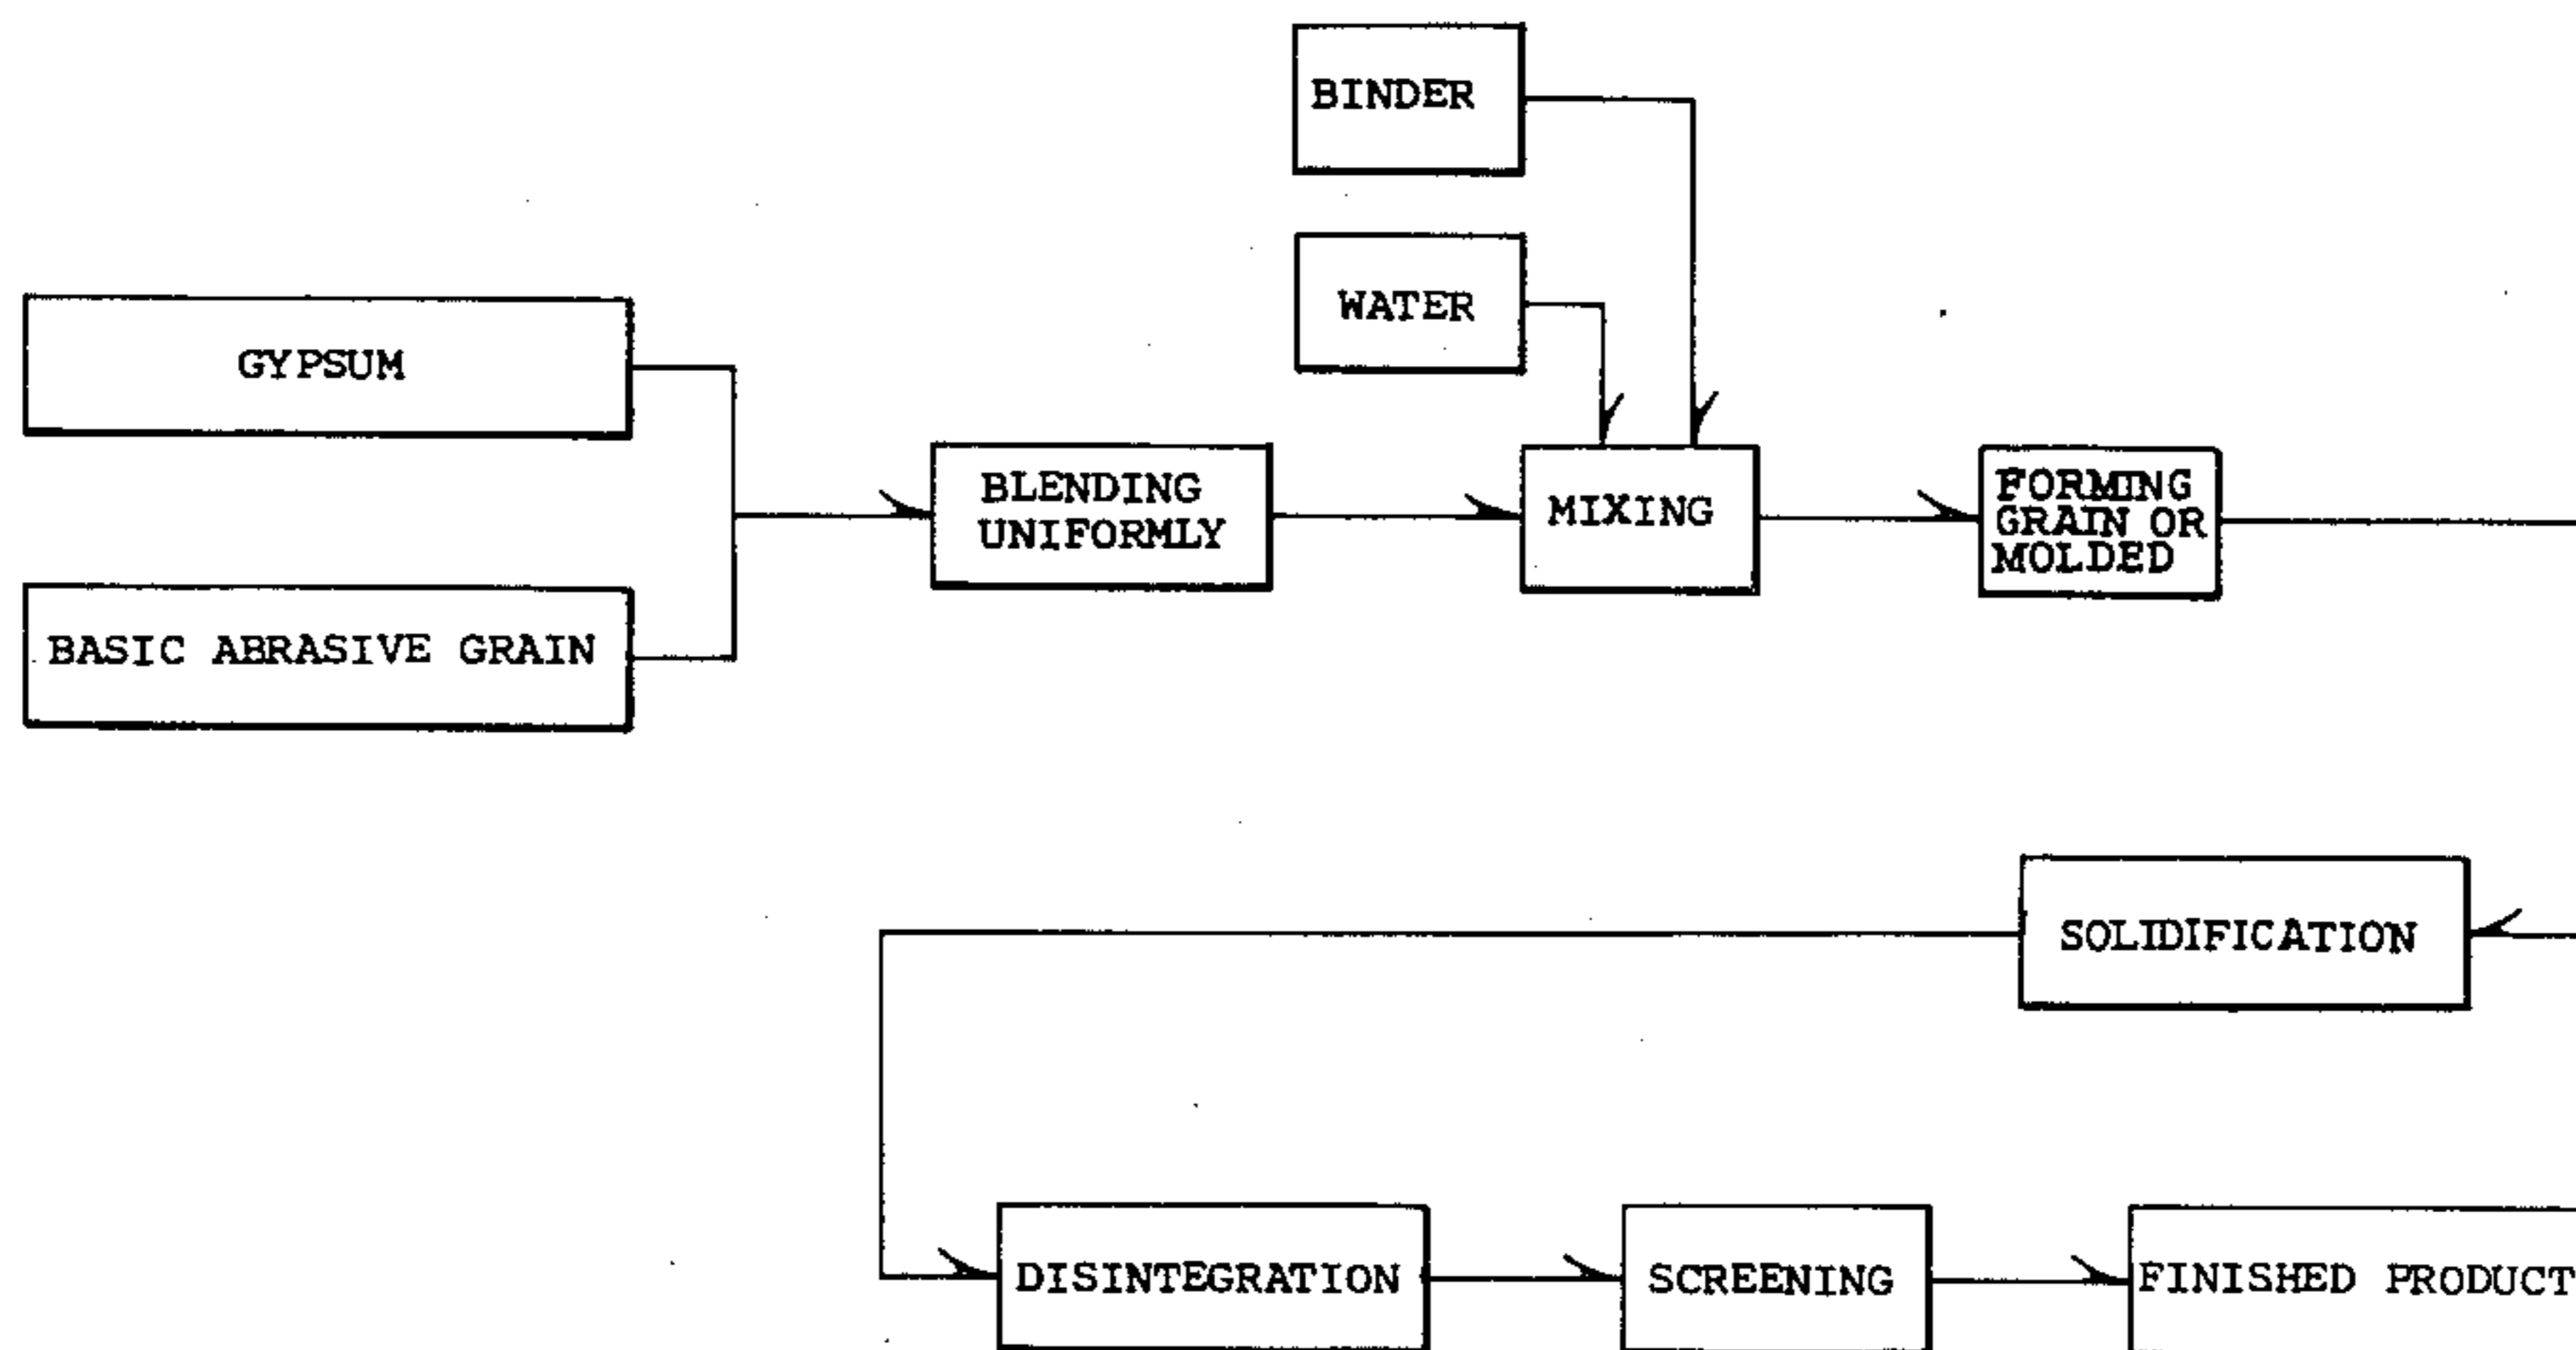 BINDER
WATER
GYPSUM
BASIC ABRASIVE GRAIN
BLENDING
UNIFORMLY
MIXING
FORMING
GRAIN OR
MOLDED
SOLIDIFICATION
DISINTEGRATION
SCREENING
FINISHED PRODUCT